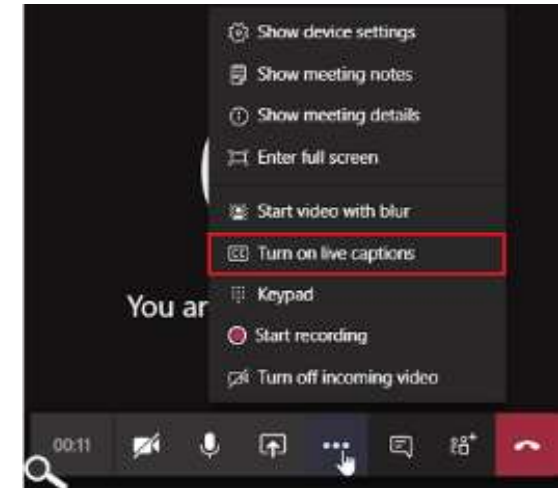 Show device settings
Show meeting notes
Show meeting details
Enter full screen
Start video with blur
CC Turn on live captions
Keypad
You ar
Start recording
Turn off incoming video
00:11